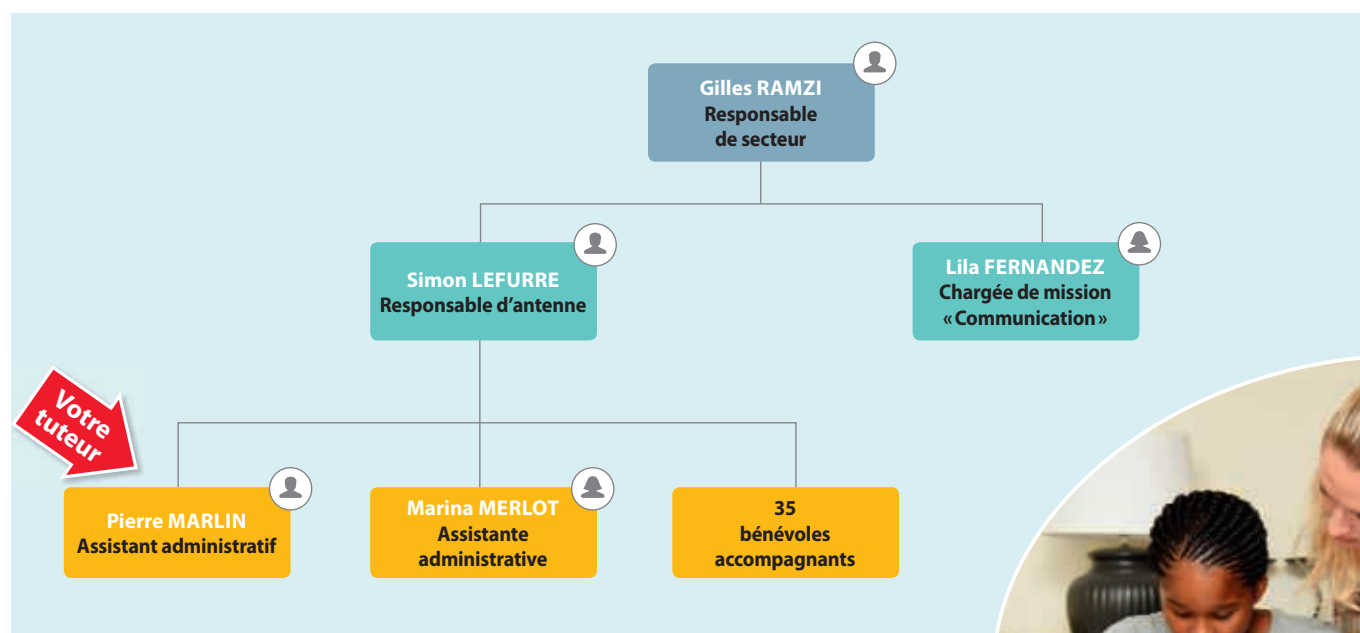 Gilles RAMZI
Responsable
de secteur
Simon LEFURRE
Responsable d'antenne
Lila FERNANDEZ
Chargée de mission
« Communication »
Votre
tuteur
Pierre MARLIN
Assistant administratif
Marina MERLOT
Assistante
administrative
35
bénévoles
accompagnants